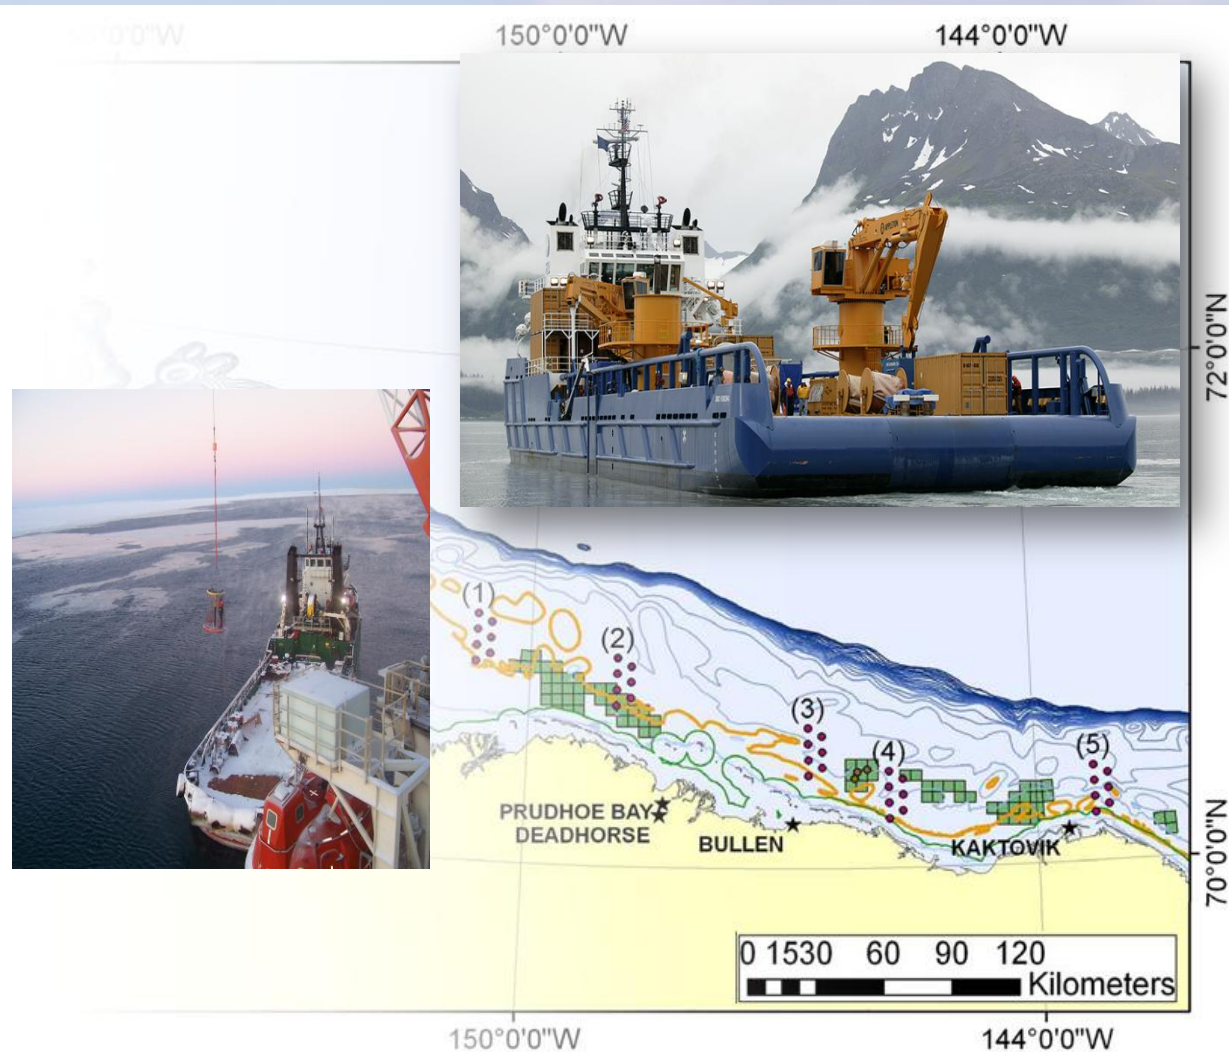 150°0'0"W
144°0'0"W
72°0'0"N
(1)
(2)
(3)
(4)
(5)
PRUDHOE BAY
DEADHORSE
BULLEN
KAKTOVIK
70°0'0"N
0 1530 60 90 120
Kilometers
150°0'0"W
144°0'0"W